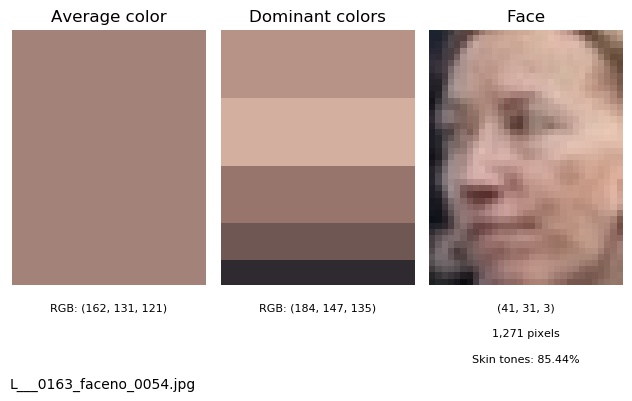 Average color
Dominant colors
Face
RGB: (162, 131, 121)
RGB: (184, 147, 135)
(41, 31, 3)
1,271 pixels
Skin tones: 85.44%
L___0163_faceno_0054.jpg